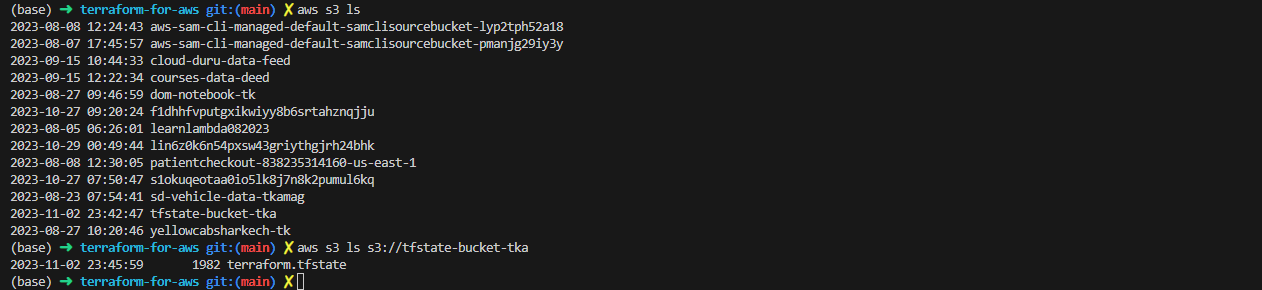 (base) ➜ terraform-for-aws git:(main) ✗ aws s3 ls
2023-08-08 12:24:43 aws-sam-cli-managed-default-samclisourcebucket-lyp2tph52a18
2023-08-07 17:45:57 aws-sam-cli-managed-default-samclisourcebucket-pmanjg29iy3y
2023-09-15 10:44:33 cloud-duru-data-feed
2023-09-15 12:22:34 courses-data-deed
2023-08-27 09:46:59 dom-notebook-tk
2023-10-27 09:20:24 f1dhhfvputgxikwiyy8b6srtahznqjju
2023-08-05 06:26:01 learnlambda082023
2023-10-29 00:49:44 lin6z0k6n54pxsw43griythgjrh24bhk
2023-08-08 12:30:05 patientcheckout-838235314160-us-east-1
2023-10-27 07:50:47 s1okuqeotaa0io5lk8j7n8k2pumul6kq
2023-08-23 07:54:41 sd-vehicle-data-tkamag
2023-11-02 23:42:47 tfstate-bucket-tka
2023-08-27 10:20:46 yellowcabsharkech-tk
(base) ➜ terraform-for-aws git:(main) ✗ aws s3 ls s3://tfstate-bucket-tka
2023-11-02 23:45:59       1982 terraform.tfstate
(base) ➜ terraform-for-aws git:(main) ✗